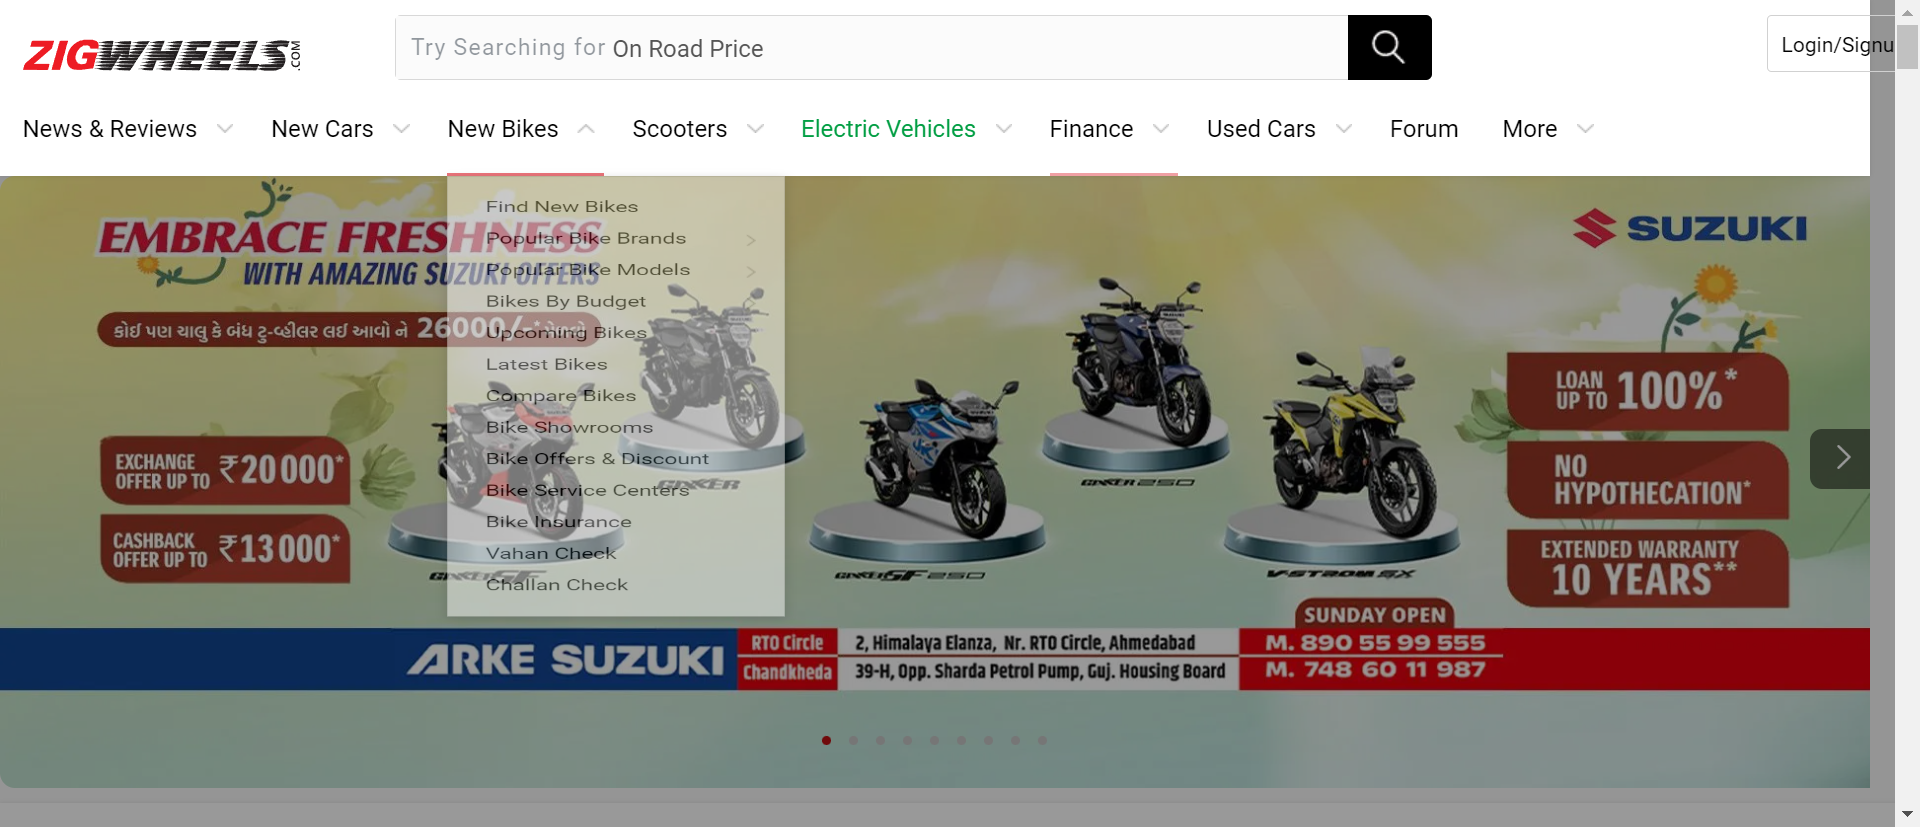 ZIGWHEELS.COM
Try Searching for On Road Price
Login/Signu
News & Reviews
New Cars
New Bikes
Scooters
Electric Vehicles
Finance
Used Cars
Forum
More
Find New Bikes
Popular Bike Brands
Popular Bike Models
Bikes By Budget
Upcoming Bikes
Latest Bikes
Compare Bikes
Bike Showrooms
Bike Offers & Discount
Bike Service Centers
Bike Insurance
Vahan Check
Challan Check
EMBRACE FRESHNESS
WITH AMAZING SUZUKI OFFERS
કોઈ પણ ચાલુ કે બંધ ટુ-વ્હીલર લઈ આવો ને 26000/-*
EXCHANGE
OFFER UP TO ₹20000*
CASHBACK
OFFER UP TO ₹13000*
SUZUKI
LOAN
UP TO 100%*
NO
HYPOTHECATION*
EXTENDED WARRANTY
10 YEARS**
GIXXER
GIXXER SF
GIXXER SF 250
GIXXER 250
V-STROM SX
SUNDAY OPEN
ARKE SUZUKI
RTO Circle
2, Himalaya Elanza, Nr. RTO Circle, Ahmedabad
M. 890 55 99 555
Chandkheda
39-H, Opp. Sharda Petrol Pump, Guj. Housing Board
M. 748 60 11 987